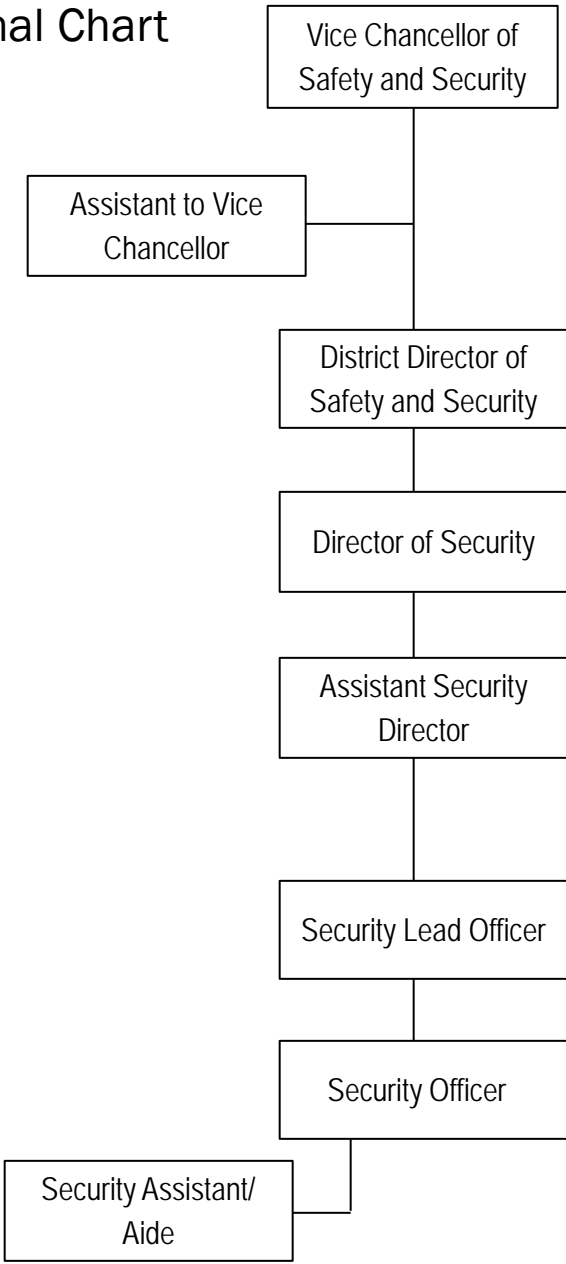 nal Chart
Vice Chancellor of
Safety and Security
Assistant to Vice
Chancellor
District Director of
Safety and Security
Director of Security
Assistant Security
Director
Security Lead Officer
Security Officer
Security Assistant/
Aide